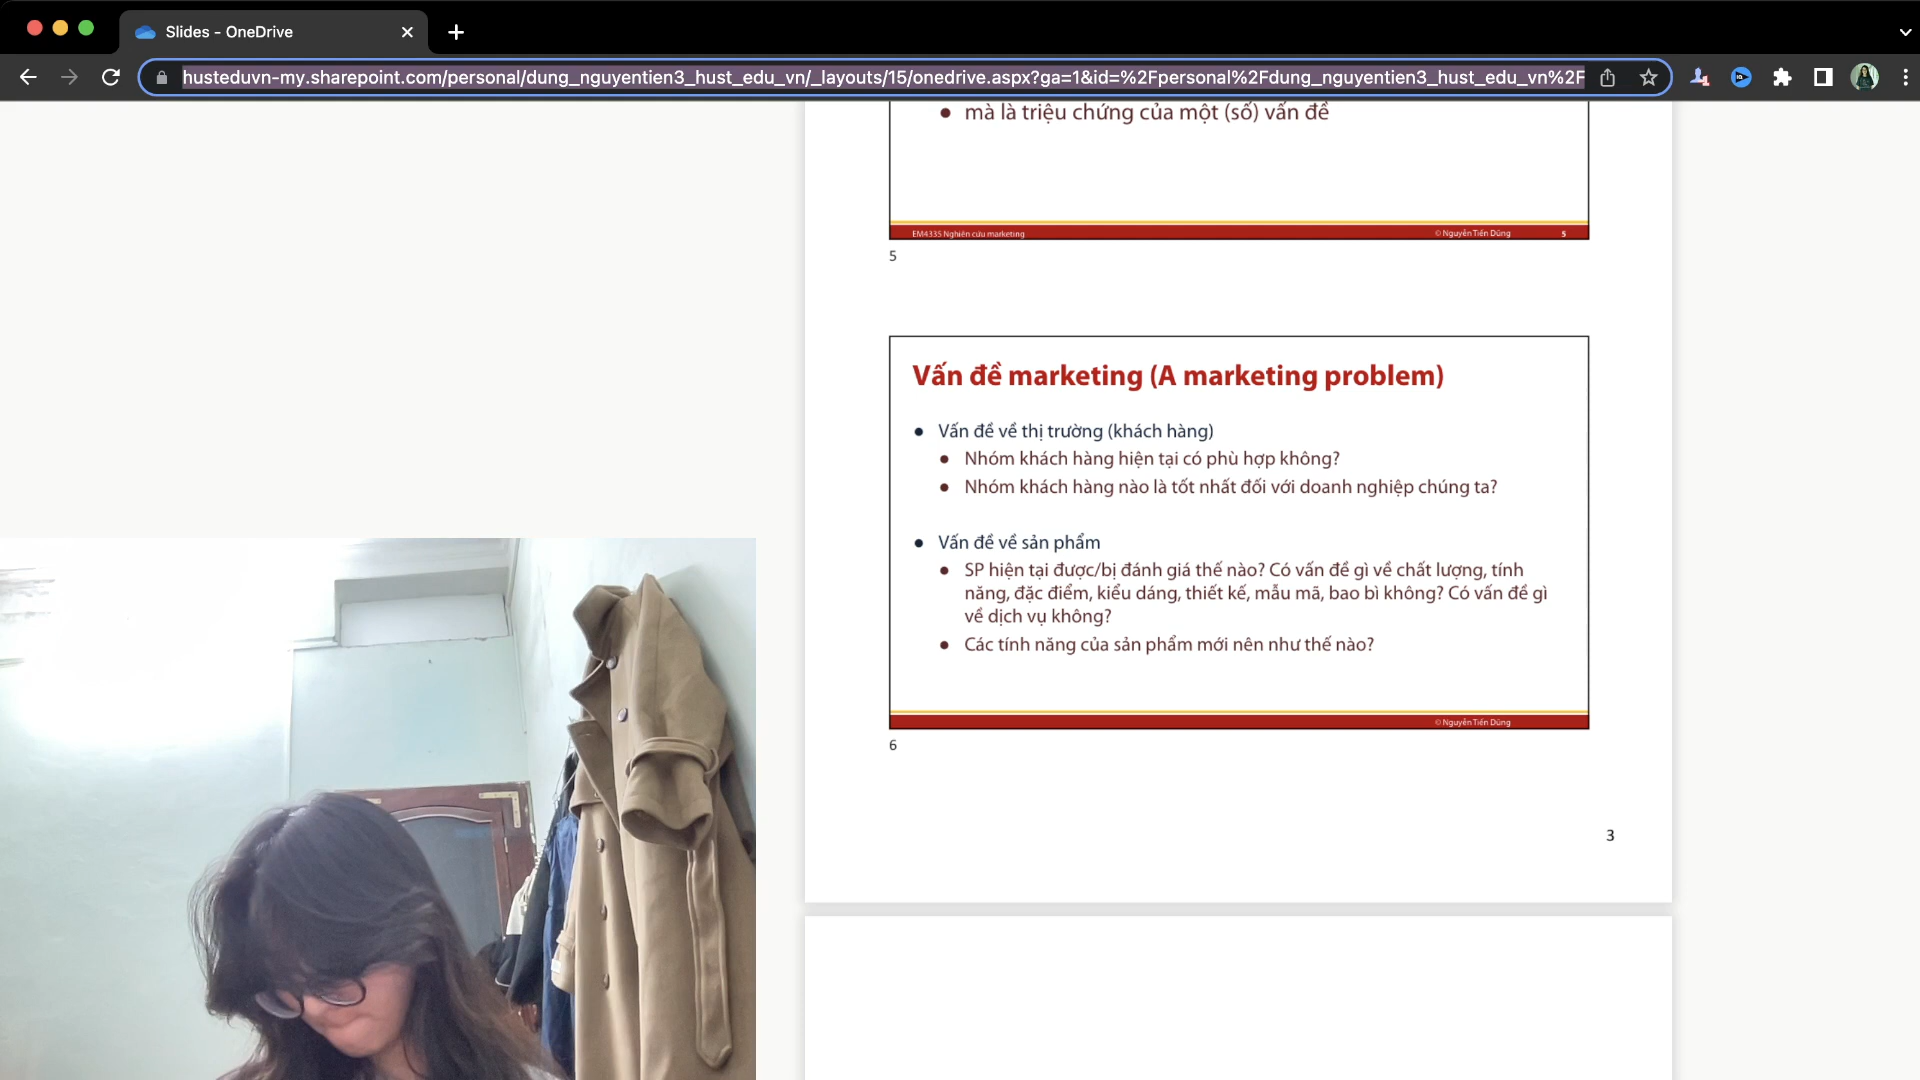 Slides - OneDrive
husteduvn-my.sharepoint.com/personal/dung_nguyentien3_hust_edu_vn/_layouts/15/onedrive.aspx?ga=1&id=%2Fpersonal%2Fdung_nguyentien3_hust_edu_vn%2F
● mà là triệu chứng của một (số) vấn đề
EM4335 Nghiên cứu marketing © Nguyễn Tiến Dũng 5
5
Vấn đề marketing (A marketing problem)
● Vấn đề về thị trường (khách hàng)
● Nhóm khách hàng hiện tại có phù hợp không?
● Nhóm khách hàng nào là tốt nhất đối với doanh nghiệp chúng ta?
● Vấn đề về sản phẩm
● SP hiện tại được/bị đánh giá thế nào? Có vấn đề gì về chất lượng, tính
năng, đặc điểm, kiểu dáng, thiết kế, mẫu mã, bao bì không? Có vấn đề gì
về dịch vụ không?
● Các tính năng của sản phẩm mới nên như thế nào?
© Nguyễn Tiến Dũng
6
3